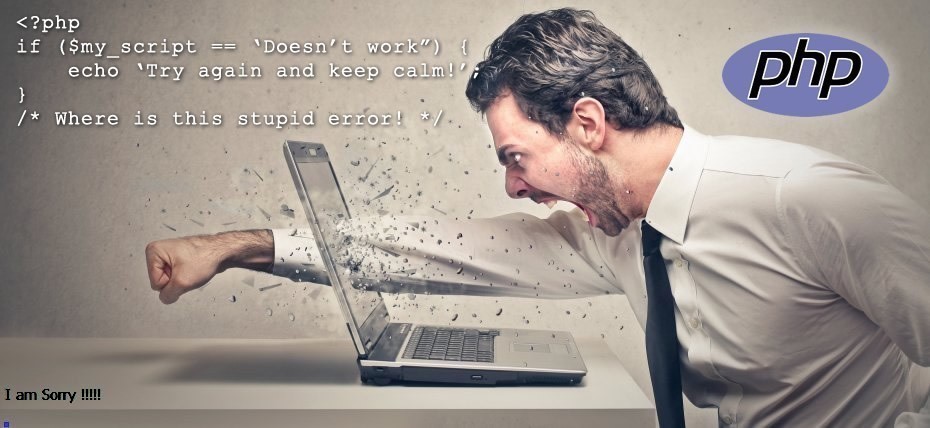 <?php
if ($my_script == ‘Doesn’t work”) {
echo ‘Try again and keep calm!’
}
/* Where is this stupid error! */
php
I am Sorry !!!!!